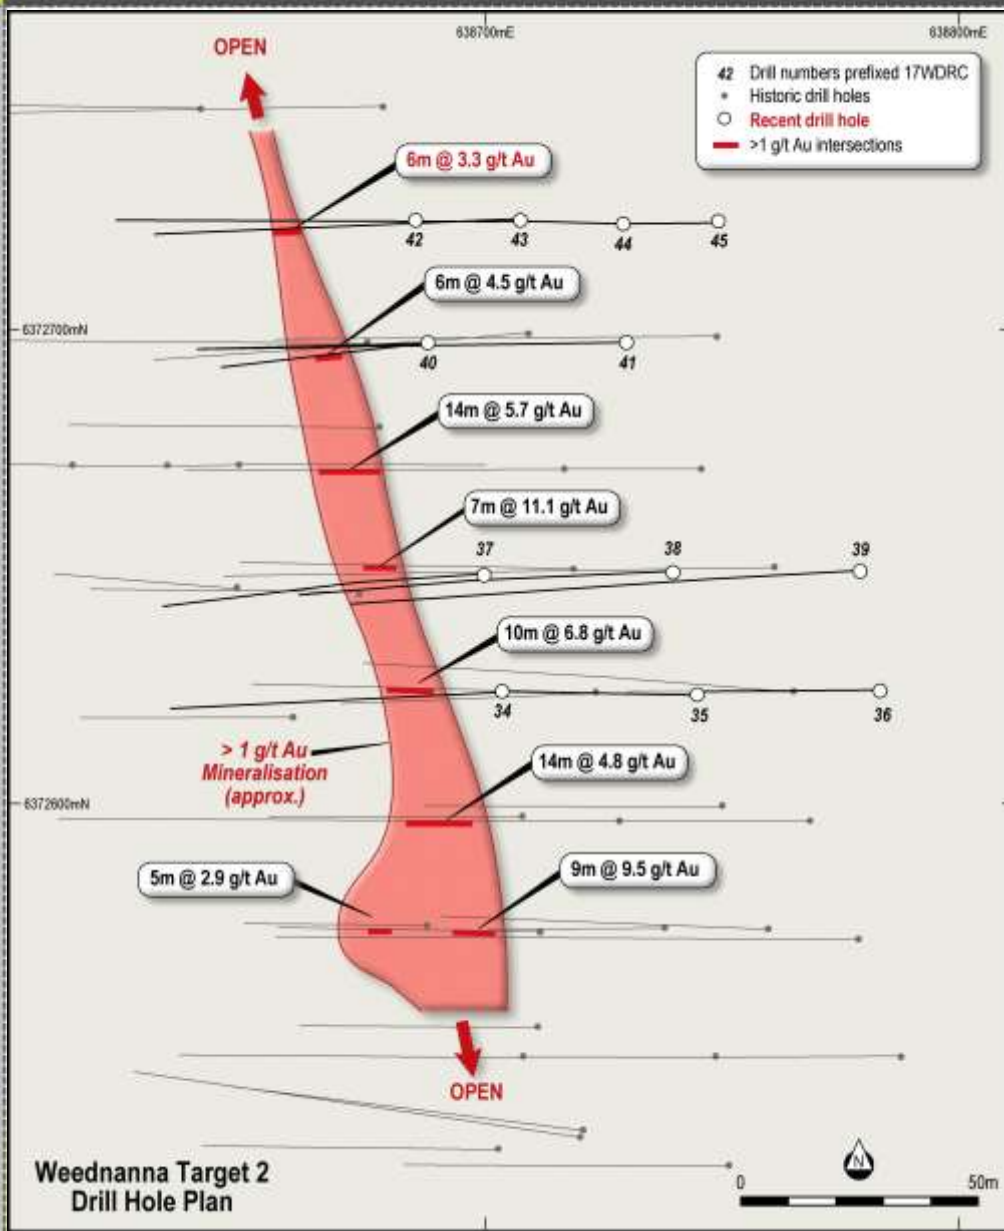 638700mE
638800mE
OPEN
42 Drill numbers prefixed 17WDRC
Historic drill holes
Recent drill hole
>1 g/t Au intersections
6m @ 3.3 g/t Au
42
43
44
45
6m @ 4.5 g/t Au
6372700mN
40
41
14m @ 5.7 g/t Au
7m @ 11.1 g/t Au
37
38
39
10m @ 6.8 g/t Au
34
35
36
> 1 g/t Au
Mineralisation
(approx.)
14m @ 4.8 g/t Au
6372600mN
5m @ 2.9 g/t Au
9m @ 9.5 g/t Au
OPEN
Weednanna Target 2
Drill Hole Plan
N
0
50m